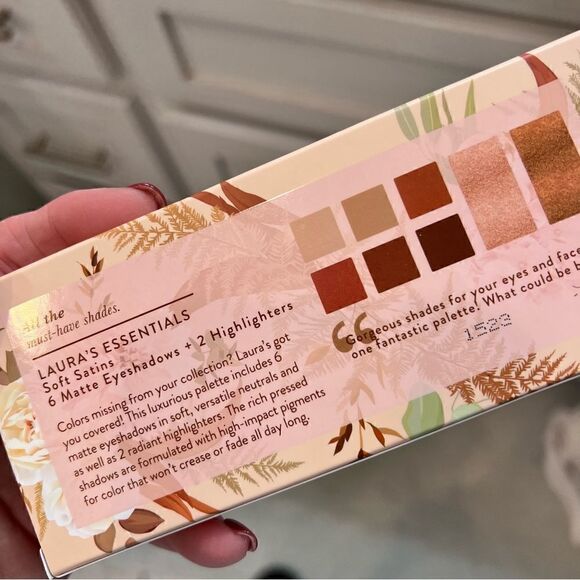 All the
must-have shades.
LAURA'S ESSENTIALS
Soft Satins
6 Matte Eyeshadows + 2 Highlighters
Colors missing from your collection? Laura's got
you covered! This luxurious palette includes 6
matte eyeshadows in soft, versatile neutrals and
as well as 2 radiant highlighters. The rich pressed
shadows are formulated with high-impact pigments
for color that won't crease or fade all day long.
“Gorgeous shades for your eyes and face
one fantastic palette! What could be b
1523